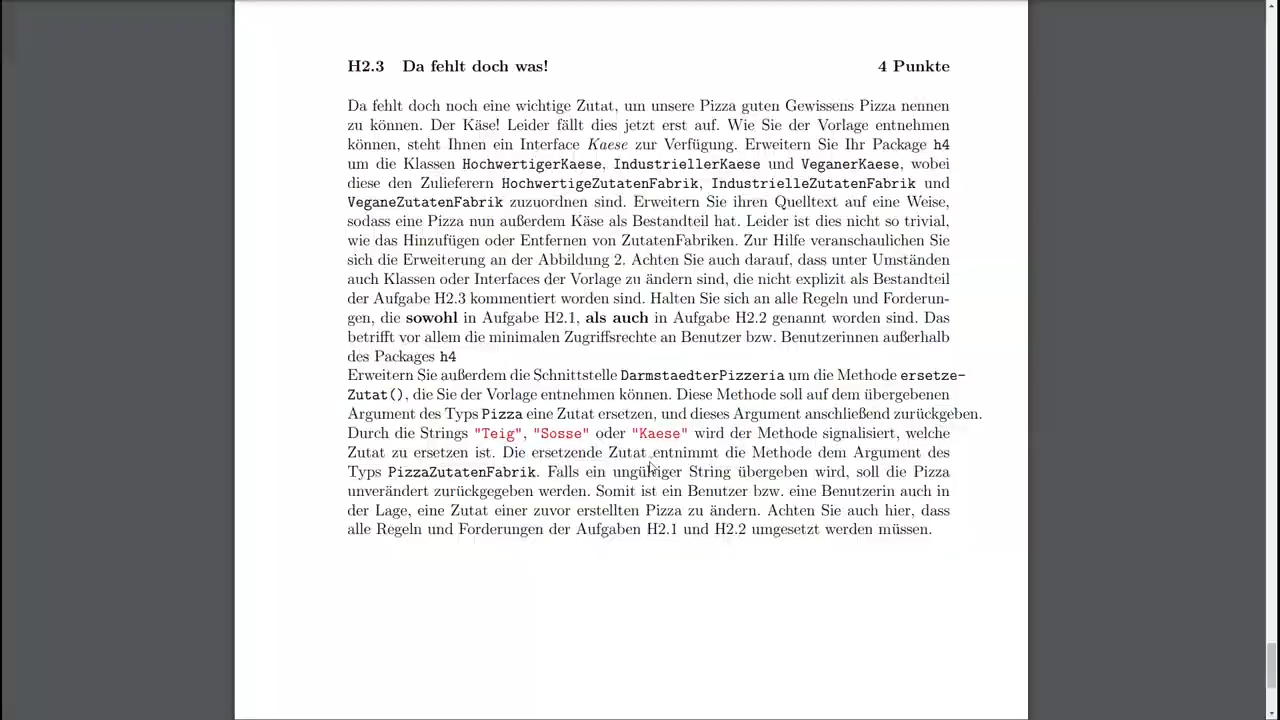 H2.3 Da fehlt doch was! 4 Punkte
Da fehlt doch noch eine wichtige Zutat, um unsere Pizza guten Gewissens Pizza nennen
zu können. Der Käse! Leider fällt dies jetzt erst auf. Wie Sie der Vorlage entnehmen
können, steht Ihnen ein Interface Kaese zur Verfügung. Erweitern Sie Ihr Package h4
um die Klassen HochwertigerKaese, IndustriellerKaese und VeganerKaese, wobei
diese den Zulieferern HochwertigeZutatenFabrik, IndustrielleZutatenFabrik und
VeganeZutatenFabrik zuzuordnen sind. Erweitern Sie ihren Quelltext auf eine Weise,
sodass eine Pizza nun außerdem Käse als Bestandteil hat. Leider ist dies nicht so trivial,
wie das Hinzufügen oder Entfernen von ZutatenFabriken. Zur Hilfe veranschaulichen Sie
sich die Erweiterung an der Abbildung 2. Achten Sie auch darauf, dass unter Umständen
auch Klassen oder Interfaces der Vorlage zu ändern sind, die nicht explizit als Bestandteil
der Aufgabe H2.3 kommentiert worden sind. Halten Sie sich an alle Regeln und Forderun-
gen, die sowohl in Aufgabe H2.1, als auch in Aufgabe H2.2 genannt worden sind. Das
betrifft vor allem die minimalen Zugriffsrechte an Benutzer bzw. Benutzerinnen außerhalb
des Packages h4
Erweitern Sie außerdem die Schnittstelle DarmstaedterPizzeria um die Methode ersetze-
Zutat(), die Sie der Vorlage entnehmen können. Diese Methode soll auf dem übergebenen
Argument des Typs Pizza eine Zutat ersetzen, und dieses Argument anschließend zurückgeben.
Durch die Strings "Teig", "Sosse" oder "Kaese" wird der Methode signalisiert, welche
Zutat zu ersetzen ist. Die ersetzende Zutat entnimmt die Methode dem Argument des
Typs PizzaZutatenFabrik. Falls ein ungültiger String übergeben wird, soll die Pizza
unverändert zurückgegeben werden. Somit ist ein Benutzer bzw. eine Benutzerin auch in
der Lage, eine Zutat einer zuvor erstellten Pizza zu ändern. Achten Sie auch hier, dass
alle Regeln und Forderungen der Aufgaben H2.1 und H2.2 umgesetzt werden müssen.